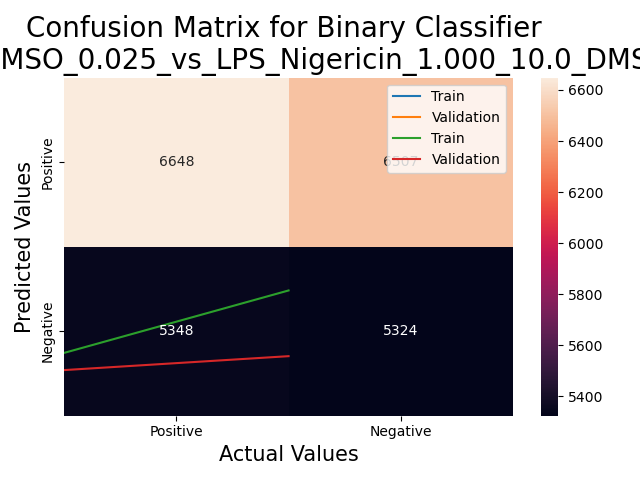 Confusion Matrix for Binary Classifier
MSO_0.025_vs_LPS_Nigericin_1.000_10.0_DMS
Train
Validation
Train
Validation
Positive
6648
Negative
5348
5324
Predicted Values
Positive
Negative
Actual Values
6600
6400
6200
6000
5800
5600
5400